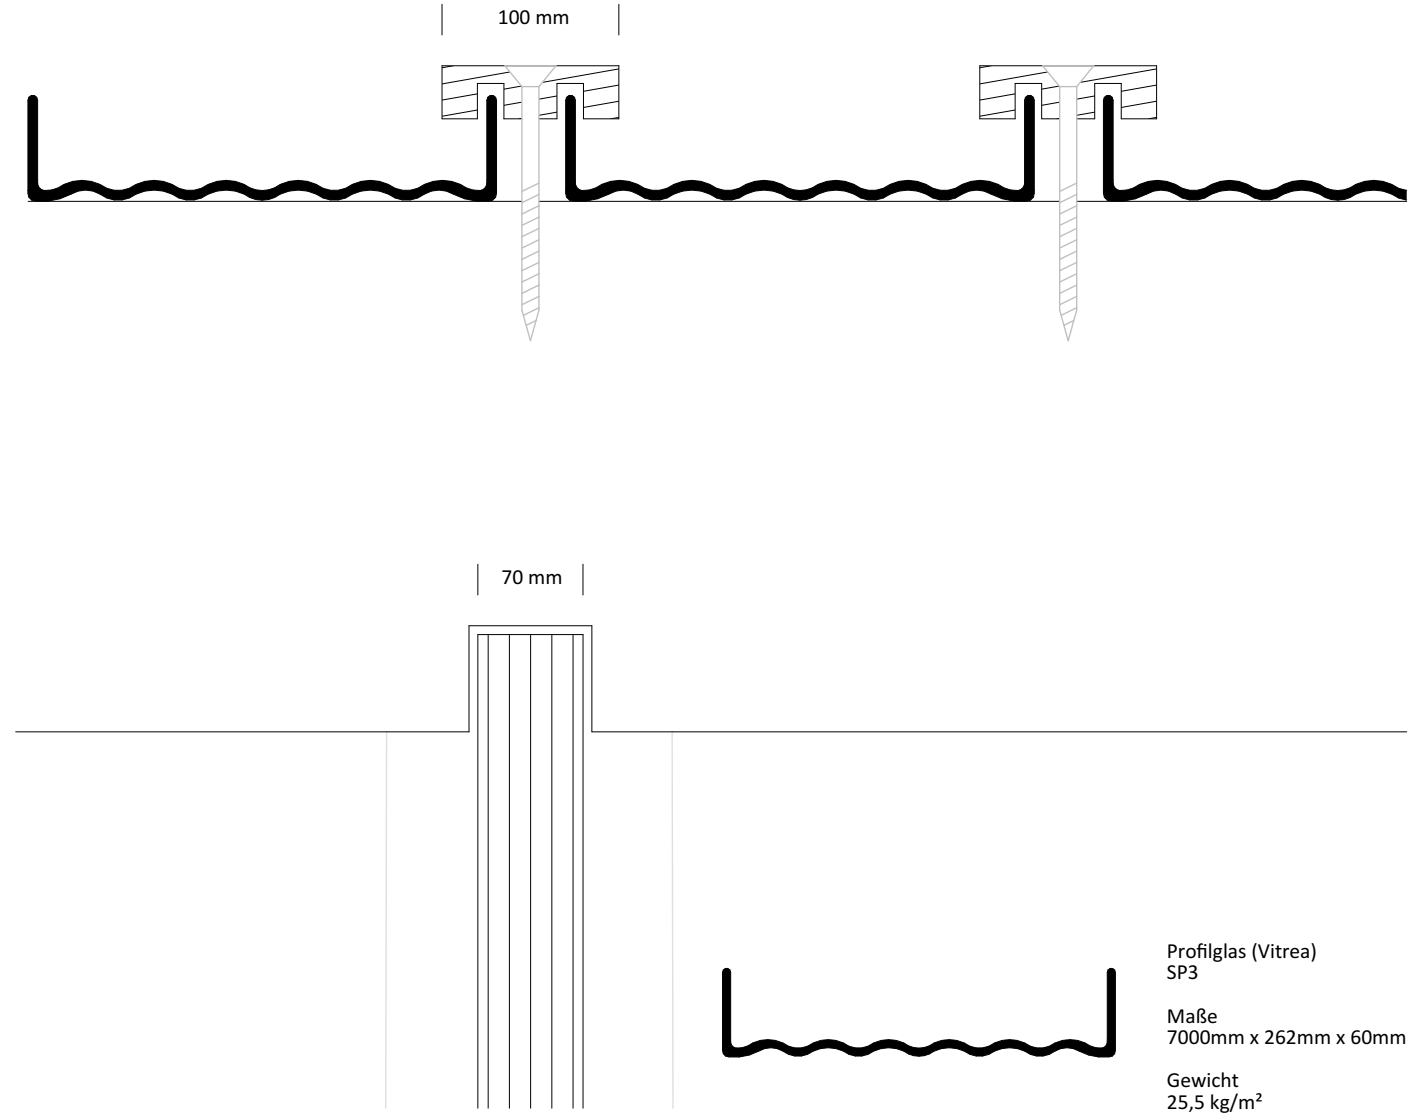 100 mm
70 mm
Profilglas (Vitrea)
SP3
Maße
7000mm x 262mm x 60mm
Gewicht
25,5 kg/m²